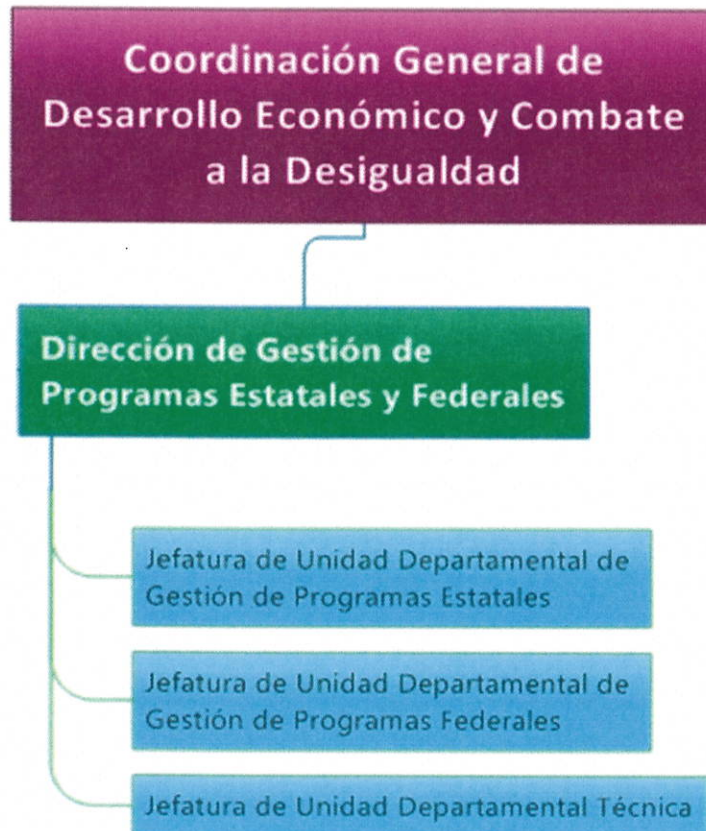 Coordinación General de
Desarrollo Económico y Combate
a la Desigualdad
Dirección de Gestión de
Programas Estatales y Federales
Jefatura de Unidad Departamental de
Gestión de Programas Estatales
Jefatura de Unidad Departamental de
Gestión de Programas Federales
Jefatura de Unidad Departamental Técnica